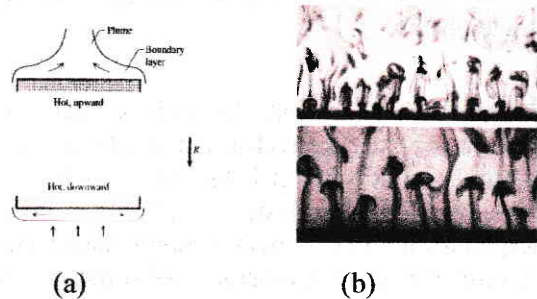 Plume
Boundary
layer
Hot, upward
g
Hot, downward
(a)
(b)